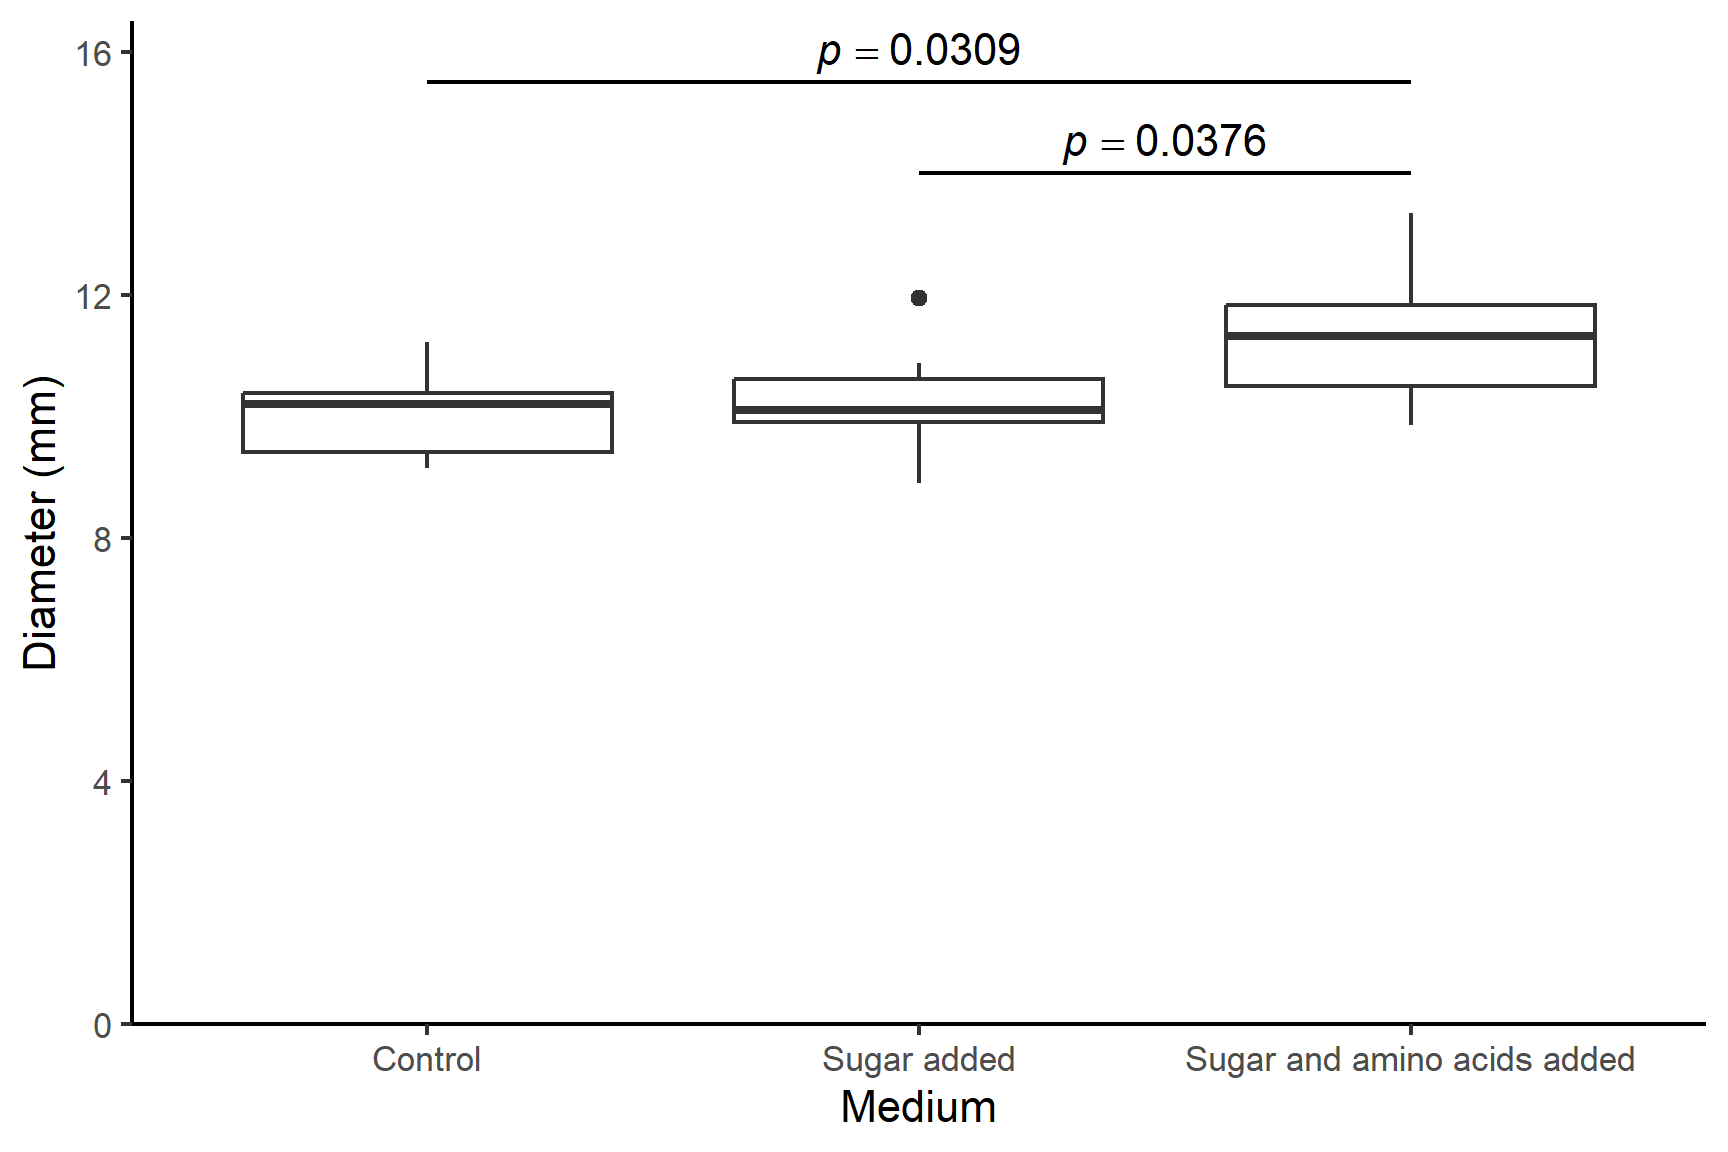 16
p = 0.0309
p = 0.0376
12
8
4
0
Diameter (mm)
Control
Sugar added
Sugar and amino acids added
Medium